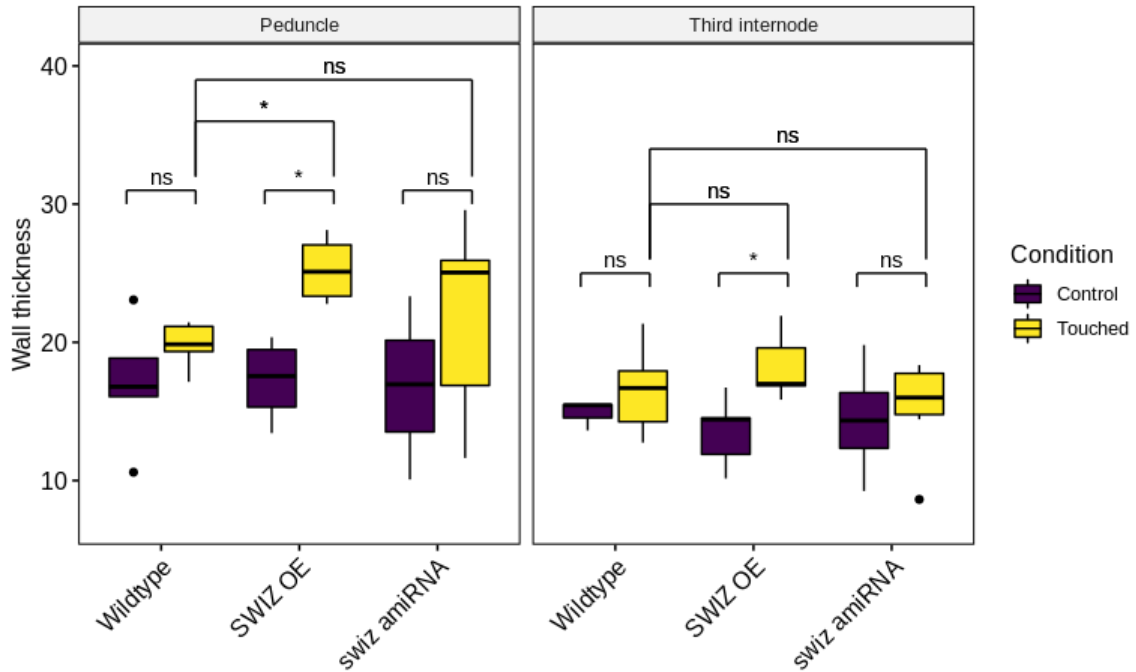 Peduncle
Third internode
Wall thickness
40
30
20
10
ns
*
ns
*
ns
ns
ns
ns
*
ns
Wildtype
SWIZ OE
swiz amiRNA
Wildtype
SWIZ OE
swiz amiRNA
Condition
Control
Touched